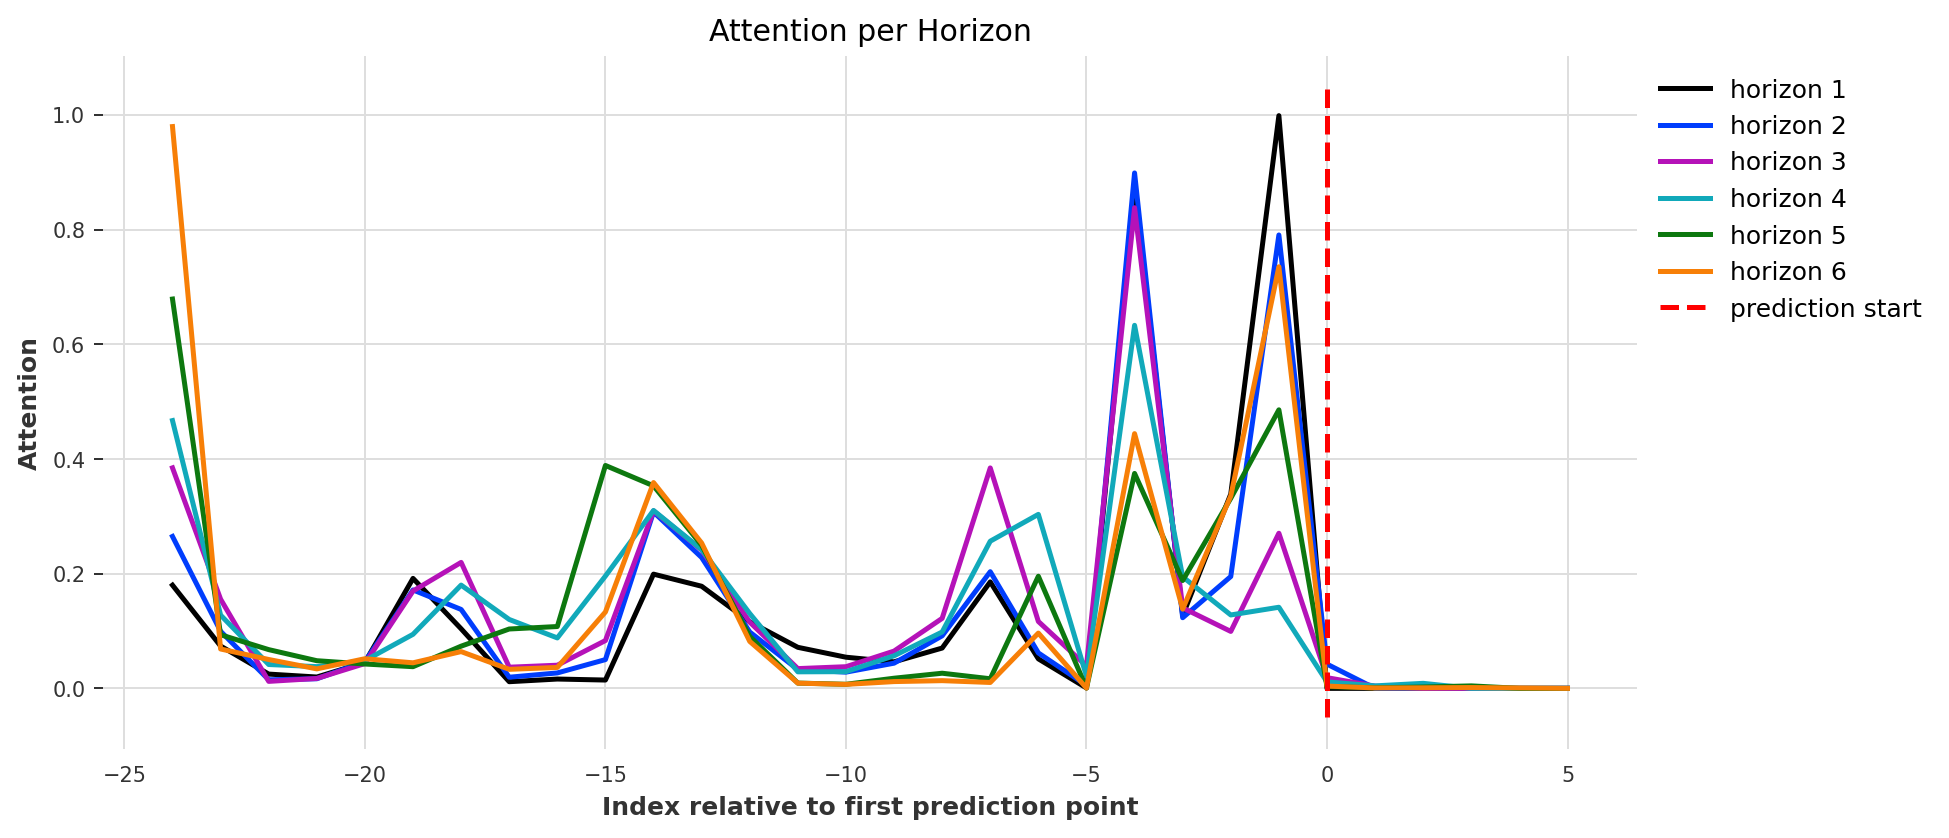 Attention per Horizon
1.0
0.8
0.6
0.4
0.2
0.0
Attention
−25
−20
−15
−10
−5
0
5
Index relative to first prediction point
horizon 1
horizon 2
horizon 3
horizon 4
horizon 5
horizon 6
prediction start